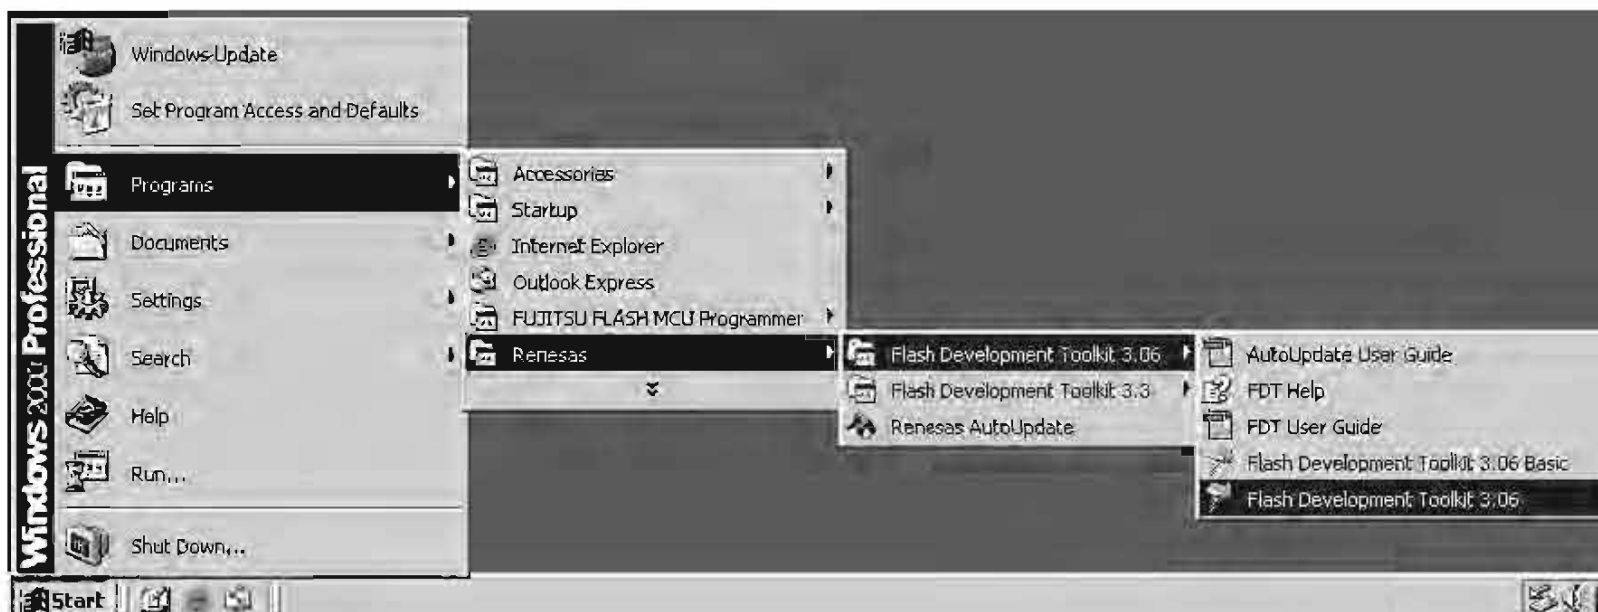 Windows 2000 Professional
Windows Update
Set Program Access and Defaults
Programs
Documents
Settings
Search
Help
Run...
Shut Down...
Accessories
Startup
Internet Explorer
Outlook Express
FUJITSU FLASH MCU Programmer
Renesas
Flash Development Toolkit 3.06
Flash Development Toolkit 3.3
Renesas AutoUpdate
AutoUpdate User Guide
FDT Help
FDT User Guide
Flash Development Toolkit 3.06 Basic
Flash Development Toolkit 3.06
Start